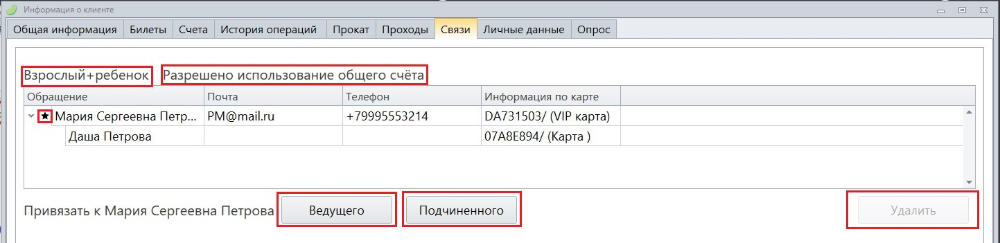 Информация о клиенте
Общая информация Билеты Счета История операций Прокат Проходы Связи Личные данные Опрос
Взрослый+ребенок Разрешено использование общего счёта
Обращение Почта Телефон Информация по карте
Мария Сергеевна Петр... PM@mail.ru +79995553214 DA731503/ (VIP карта)
Даша Петрова 07A8E894/ (Карта )
Привязать к Мария Сергеевна Петрова Ведущего Подчиненного Удалить